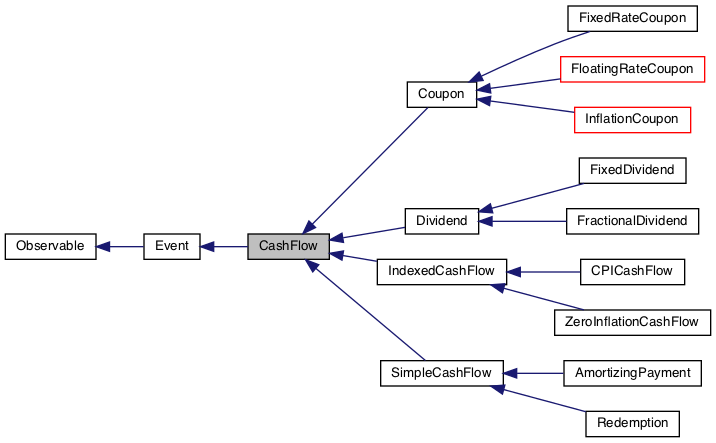 FixedRateCoupon
FloatingRateCoupon
Coupon
InflationCoupon
FixedDividend
Dividend
FractionalDividend
Observable
Event
CashFlow
IndexedCashFlow
CPICashFlow
ZeroInflationCashFlow
SimpleCashFlow
AmortizingPayment
Redemption